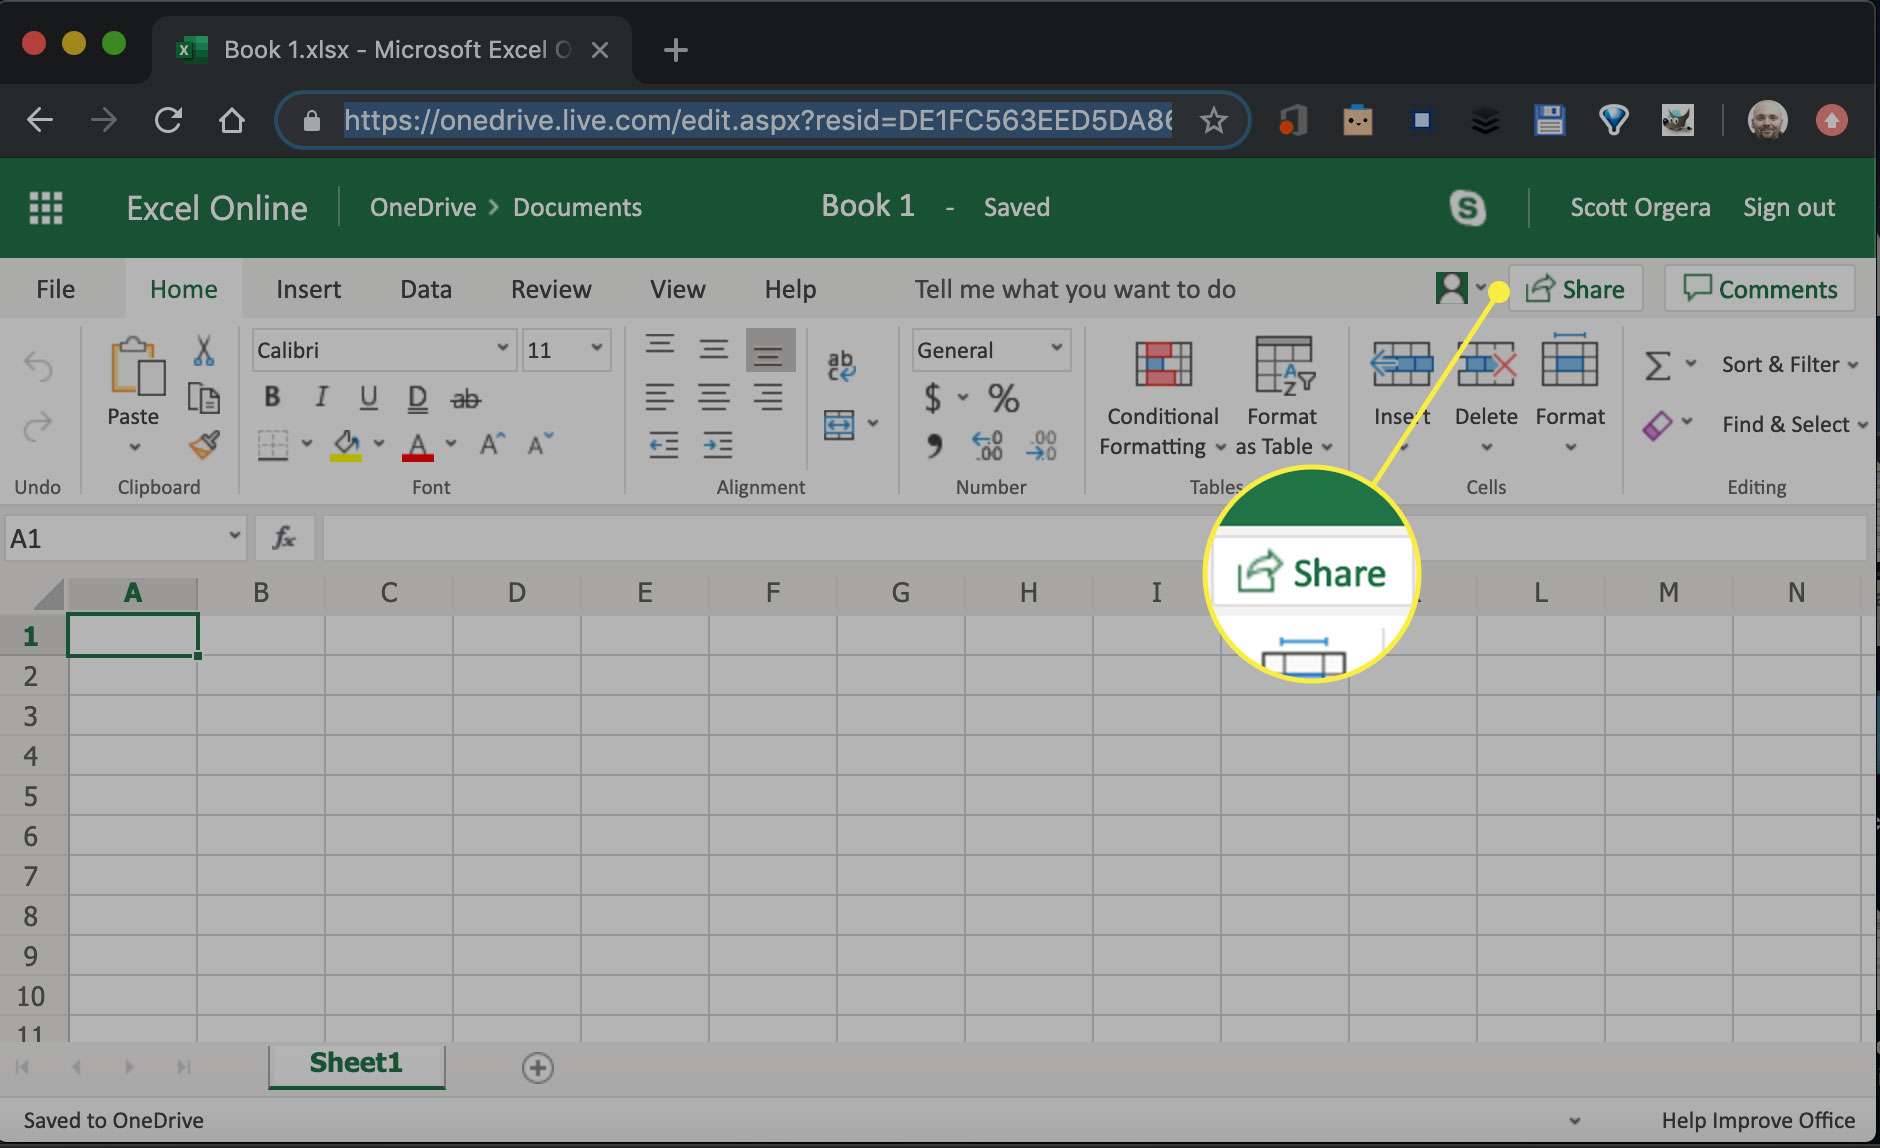 Book 1.xlsx - Microsoft Excel O
https://onedrive.live.com/edit.aspx?resid=DE1FC563EED5DA86
Excel Online OneDrive > Documents Book 1 - Saved Scott Orgera Sign out
File Home Insert Data Review View Help Tell me what you want to do Share Comments
Calibri 11 General
ab
c
Sort & Filter
B I U D ab $ %
Paste Conditional Formatting Format as Table Insert Delete Format
Find & Select
A A A
.00 .00
Undo Clipboard Font Alignment Number Tables Cells Editing
A1 fx
Share
A B C D E F G H I L M N
1
2
3
4
5
6
7
8
9
10
11
Sheet1
Saved to OneDrive Help Improve Office